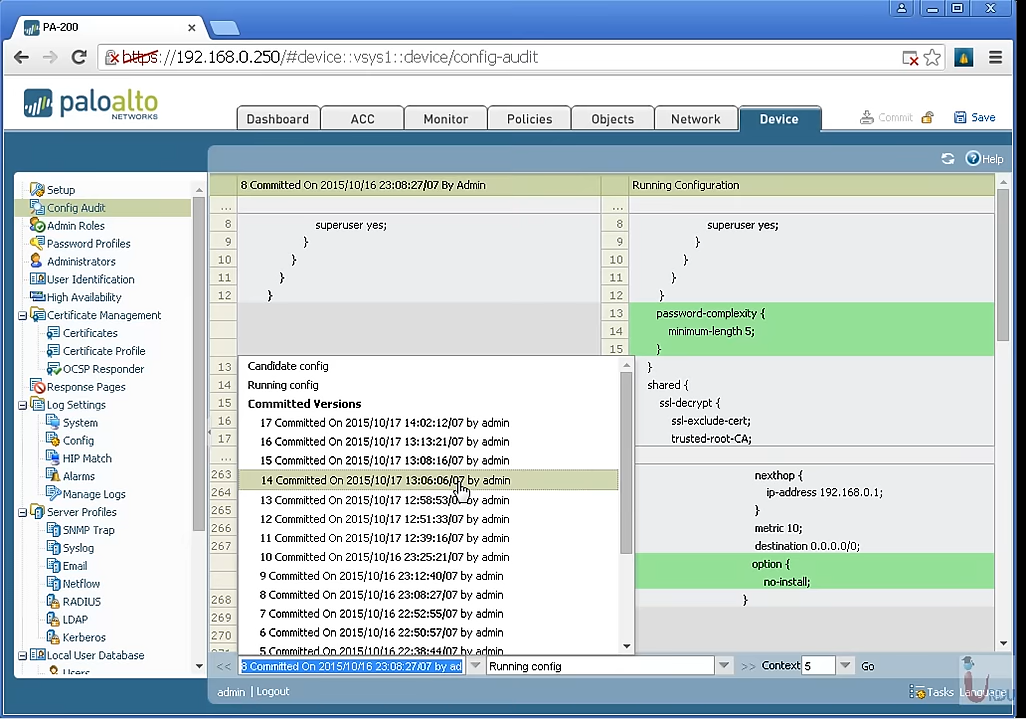 PA-200
https://192.168.0.250/#device::vsys1::device/config-audit
paloalto
NETWORKS
Dashboard
ACC
Monitor
Policies
Objects
Network
Device
Commit
Save
Help
Setup
Config Audit
Admin Roles
Password Profiles
Administrators
User Identification
High Availability
Certificate Management
Certificates
Certificate Profile
OCSP Responder
Response Pages
Log Settings
System
Config
HIP Match
Alarms
Manage Logs
Server Profiles
SNMP Trap
Syslog
Email
Netflow
RADIUS
LDAP
Kerberos
Local User Database
Users
8 Committed On 2015/10/16 23:08:27/07 By Admin
Running Configuration
... ...
8 superuser yes; 8 superuser yes;
9 } 9 }
10 } 10 }
11 } 11 }
12 } 12 }
13 password-complexity {
14 minimum-length 5;
15 }
13 }
14 shared {
15 ssl-decrypt {
16 ssl-exclude-cert;
17 trusted-root-CA;
...
263 nexthop {
264 ip-address 192.168.0.1;
265 }
266 metric 10;
267 destination 0.0.0.0/0;
option {
no-install;
268 }
269
270
Candidate config
Running config
Committed Versions
17 Committed On 2015/10/17 14:02:12/07 by admin
16 Committed On 2015/10/17 13:13:21/07 by admin
15 Committed On 2015/10/17 13:08:16/07 by admin
14 Committed On 2015/10/17 13:06:06/07 by admin
13 Committed On 2015/10/17 12:58:53/07 by admin
12 Committed On 2015/10/17 12:51:33/07 by admin
11 Committed On 2015/10/17 12:39:16/07 by admin
10 Committed On 2015/10/16 23:25:21/07 by admin
9 Committed On 2015/10/16 23:12:40/07 by admin
8 Committed On 2015/10/16 23:08:27/07 by admin
7 Committed On 2015/10/16 22:52:55/07 by admin
6 Committed On 2015/10/16 22:50:57/07 by admin
5 Committed On 2015/10/16 22:38:44/07 by admin
<< 8 Committed On 2015/10/16 23:08:27/07 by ad Running config >> Context 5 Go
admin | Logout
Tasks Language